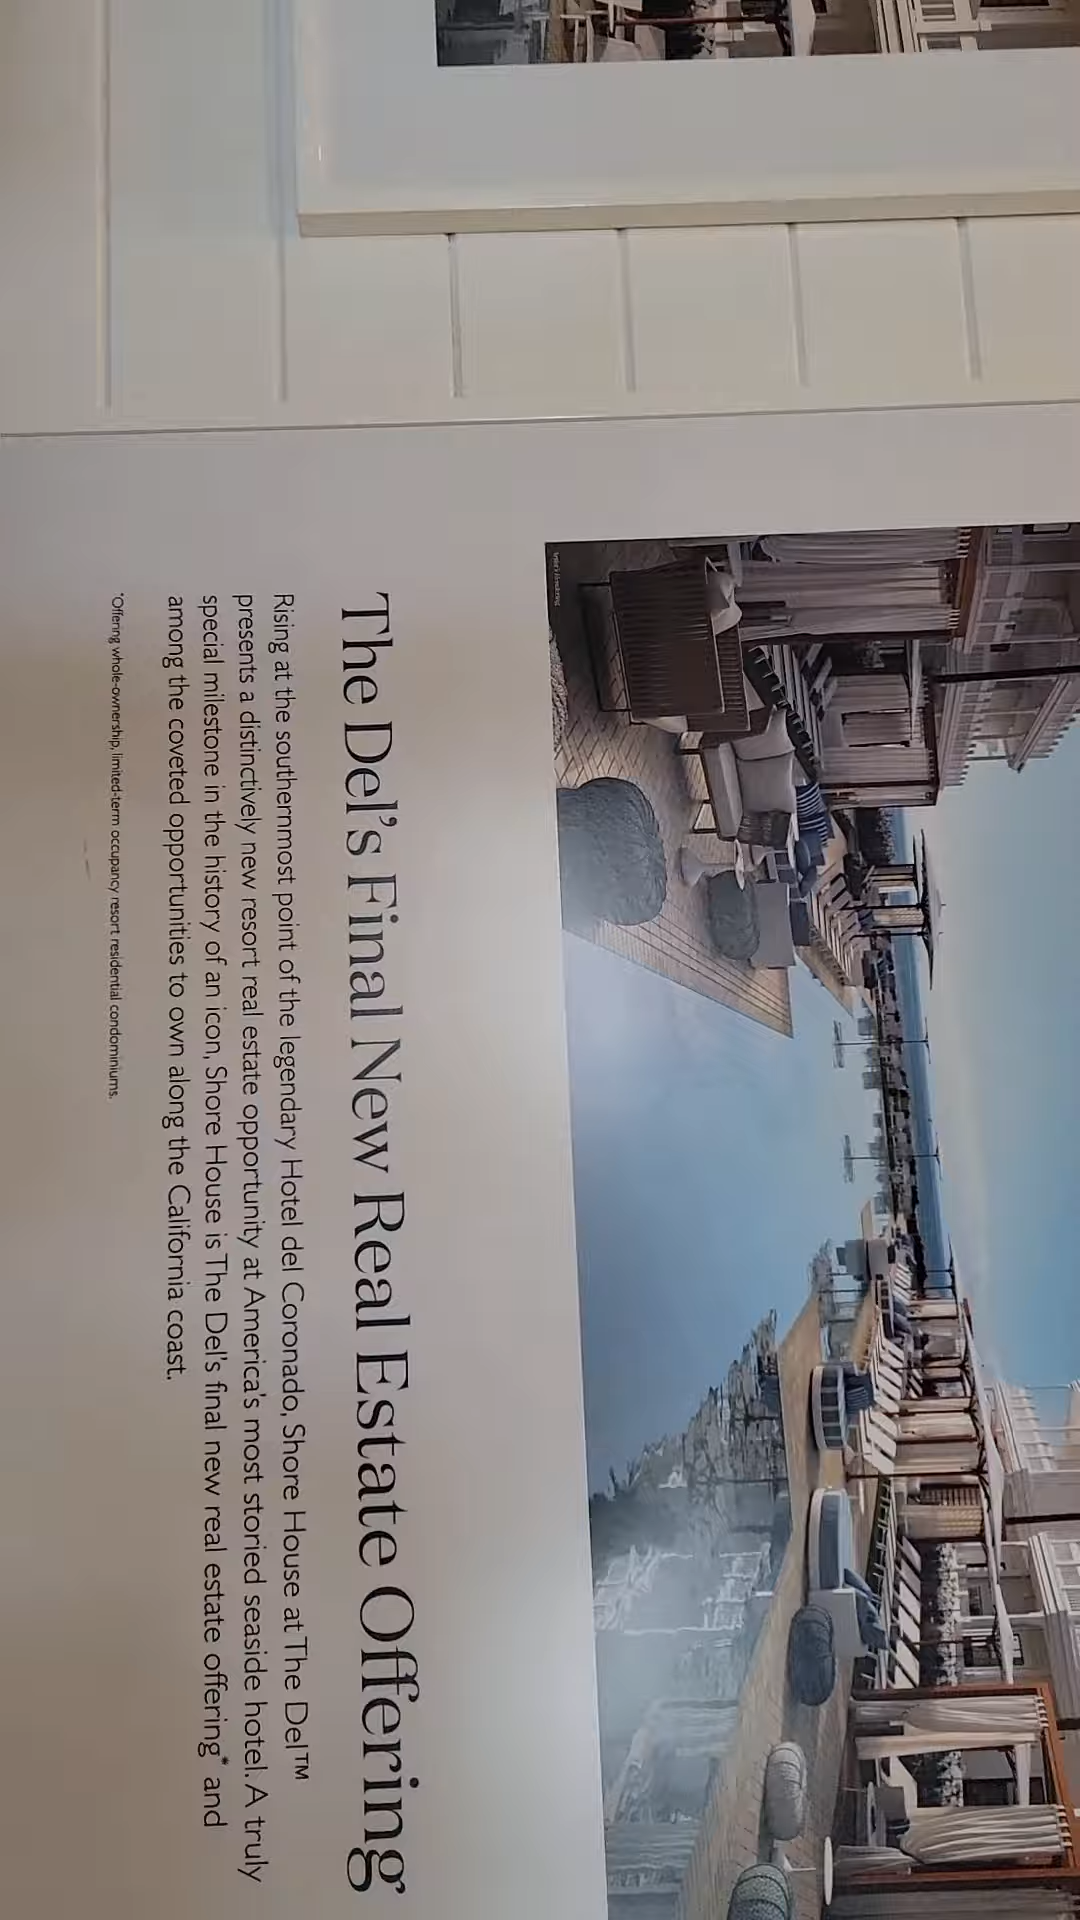 Artist's Rendering
The Del's Final New Real Estate Offering
Rising at the southernmost point of the legendary Hotel del Coronado, Shore House at The Del™
presents a distinctively new resort real estate opportunity at America's most storied seaside hotel. A truly
special milestone in the history of an icon, Shore House is The Del's final new real estate offering* and
among the coveted opportunities to own along the California coast.
*Offering whole-ownership, limited-term occupancy resort residential condominiums.